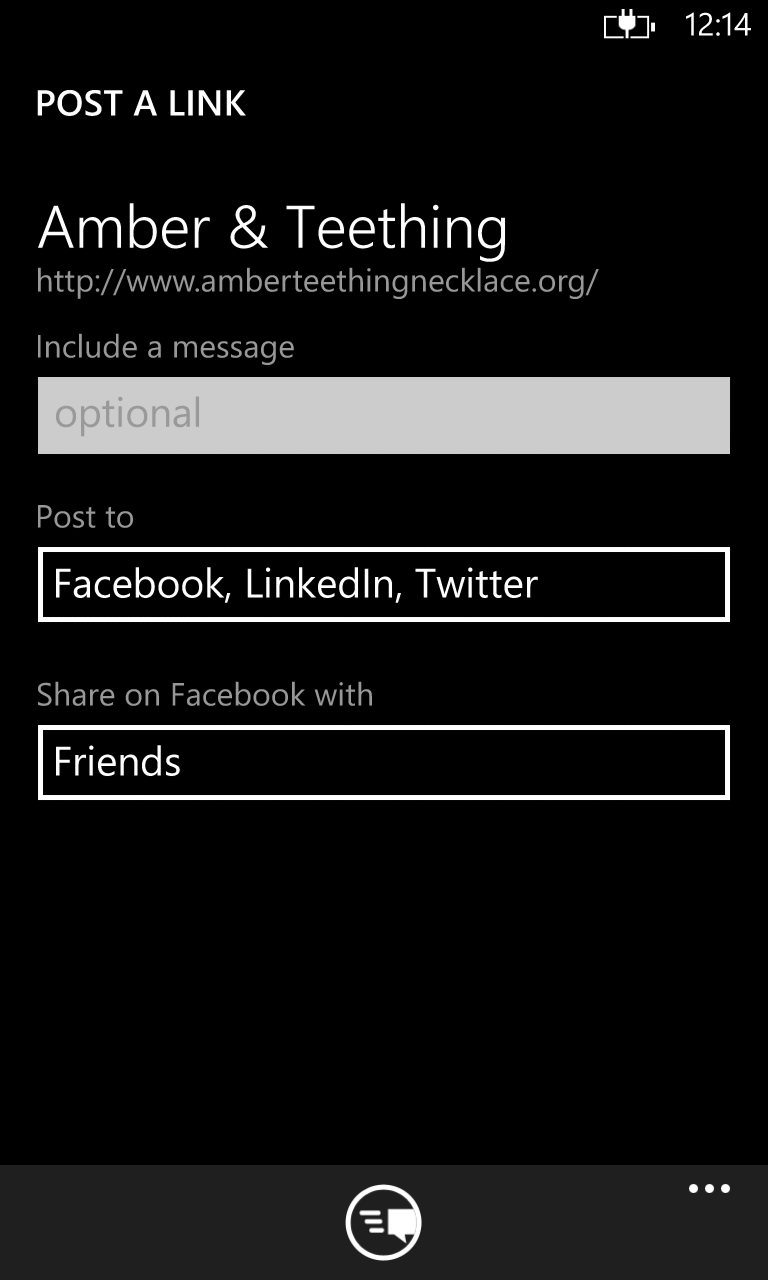 12:14
POST A LINK
Amber & Teething
http://www.amberteethingnecklace.org/
Include a message
optional
Post to
Facebook, LinkedIn, Twitter
Share on Facebook with
Friends